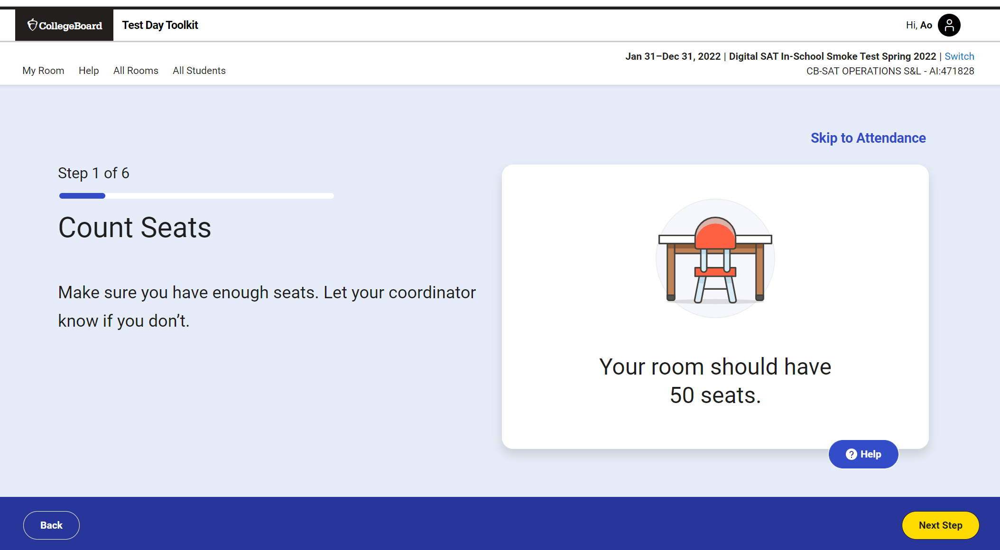 CollegeBoard
Test Day Toolkit
Hi, Ao
Jan 31–Dec 31, 2022 | Digital SAT In-School Smoke Test Spring 2022 | Switch
My Room Help All Rooms All Students
CB-SAT OPERATIONS S&L - AI:471828
Skip to Attendance
Step 1 of 6
Count Seats
Make sure you have enough seats. Let your coordinator
know if you don’t.
Your room should have
50 seats.
? Help
Back
Next Step